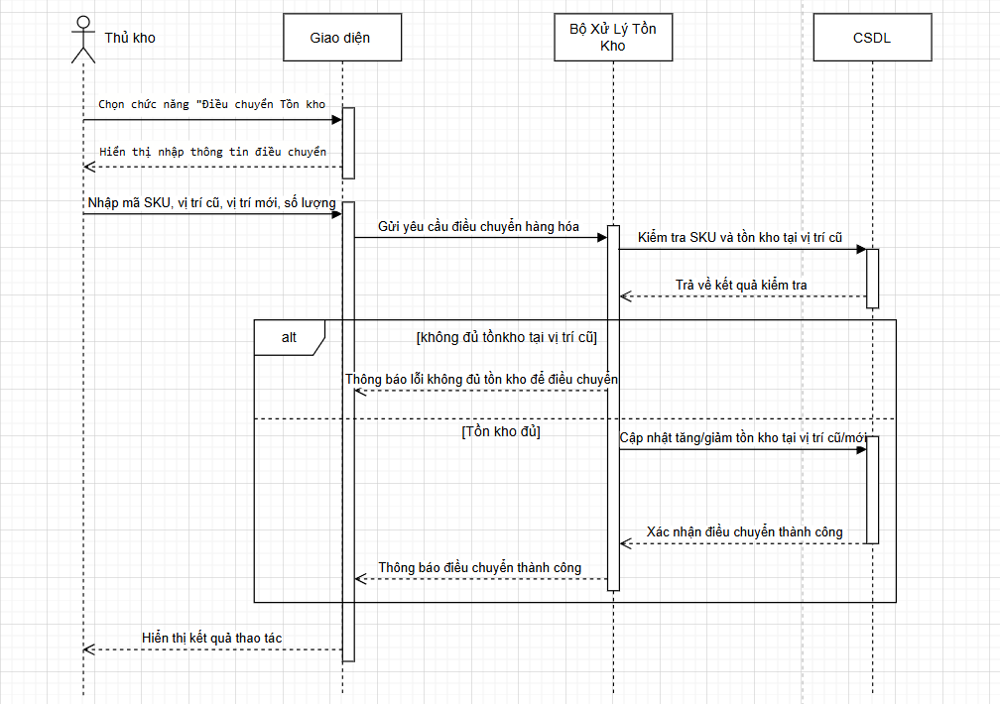 Thủ kho
Giao diện
Bộ Xử Lý Tồn
Kho
CSDL
Chọn chức năng "Điều chuyển Tồn kho
Hiển thị nhập thông tin điều chuyển
Nhập mã SKU, vị trí cũ, vị trí mới, số lượng
Gửi yêu cầu điều chuyển hàng hóa
Kiểm tra SKU và tồn kho tại vị trí cũ
Trả về kết quả kiểm tra
alt
[không đủ tồnkho tại vị trí cũ]
Thông báo lỗi không đủ tồn kho để điều chuyển
[Tồn kho đủ]
Cập nhật tăng/giảm tồn kho tại vị trí cũ/mới
Xác nhận điều chuyển thành công
Thông báo điều chuyển thành công
Hiển thị kết quả thao tác